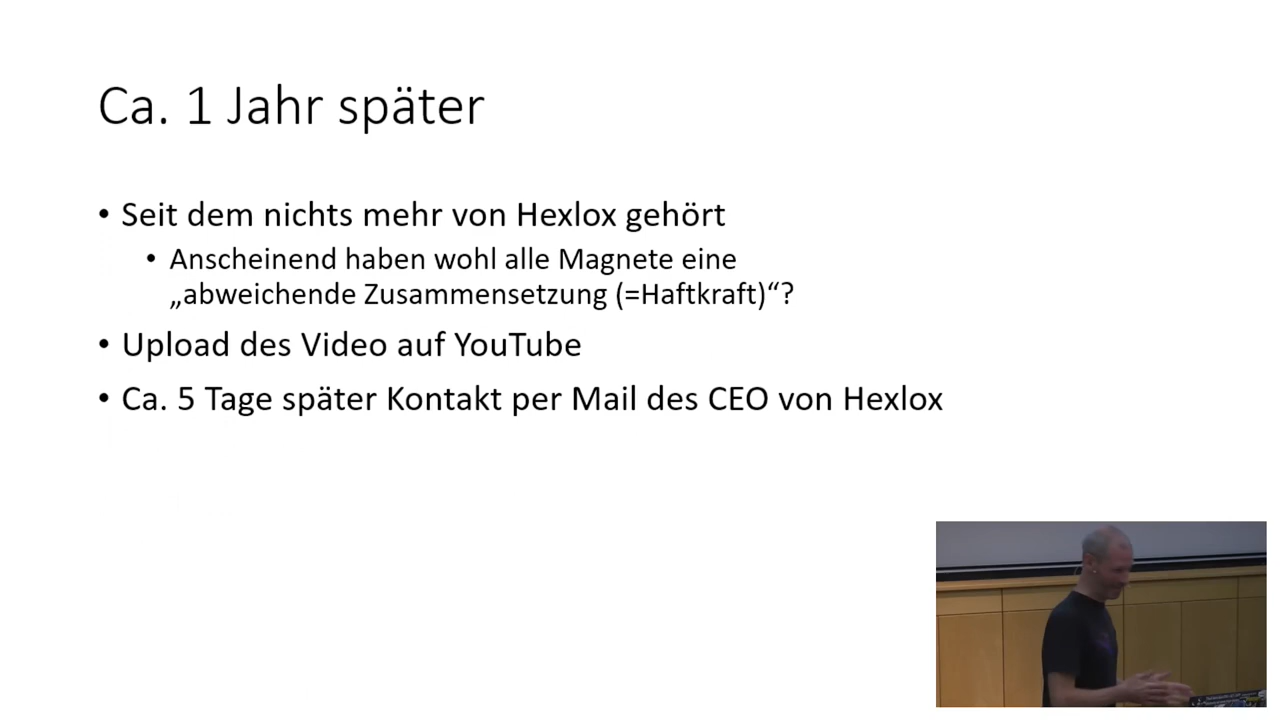 Ca. 1 Jahr später
• Seit dem nichts mehr von Hexlox gehört
• Anscheinend haben wohl alle Magnete eine
„abweichende Zusammensetzung (=Haftkraft)“?
• Upload des Video auf YouTube
• Ca. 5 Tage später Kontakt per Mail des CEO von Hexlox